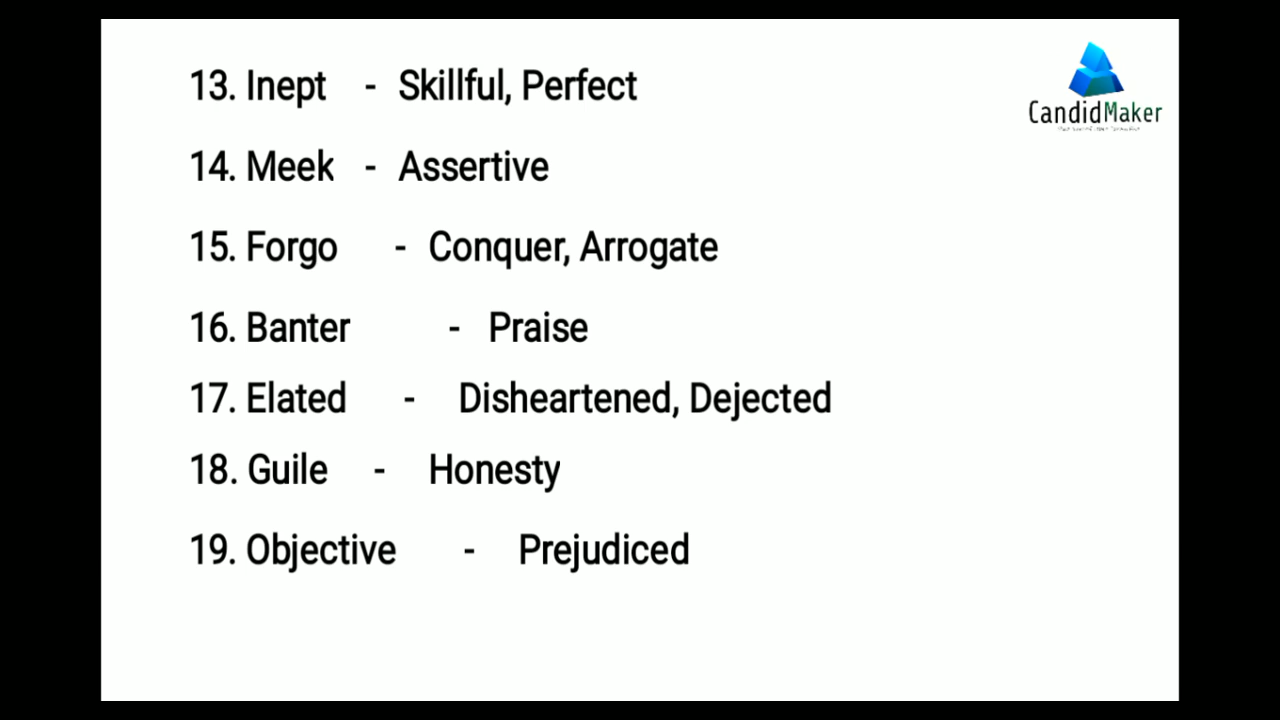 13. Inept - Skillful, Perfect
CandidMaker
14. Meek - Assertive
15. Forgo - Conquer, Arrogate
16. Banter - Praise
17. Elated - Disheartened, Dejected
18. Guile - Honesty
19. Objective - Prejudiced